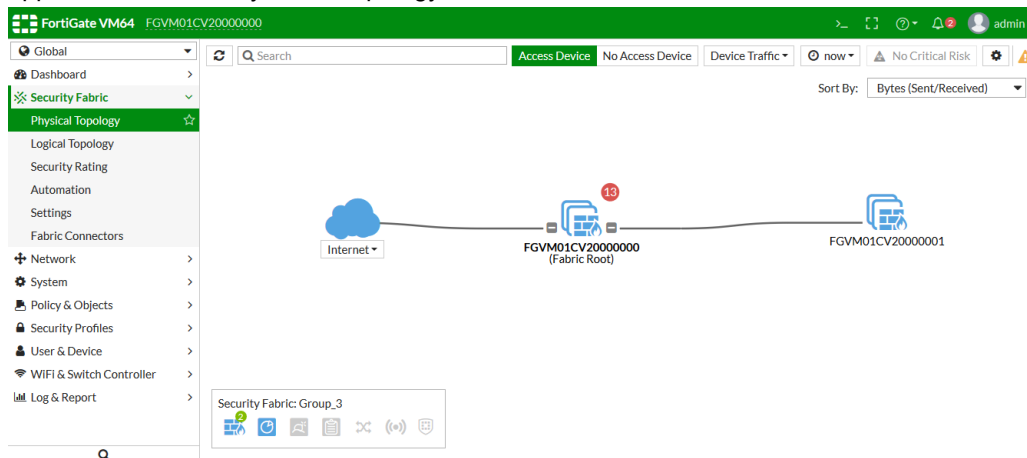 FortiGate VM64 FGVM01CV20000000
>_ 2 admin
Global
Search
Access Device No Access Device Device Traffic now No Critical Risk
Dashboard
Sort By: Bytes (Sent/Received)
Security Fabric
Physical Topology
Logical Topology
Security Rating
Automation
Settings
Fabric Connectors
Network
System
Policy & Objects
Security Profiles
User & Device
WiFi & Switch Controller
Log & Report
Internet
13
FGVM01CV20000000
(Fabric Root)
FGVM01CV20000001
Security Fabric: Group_3
2